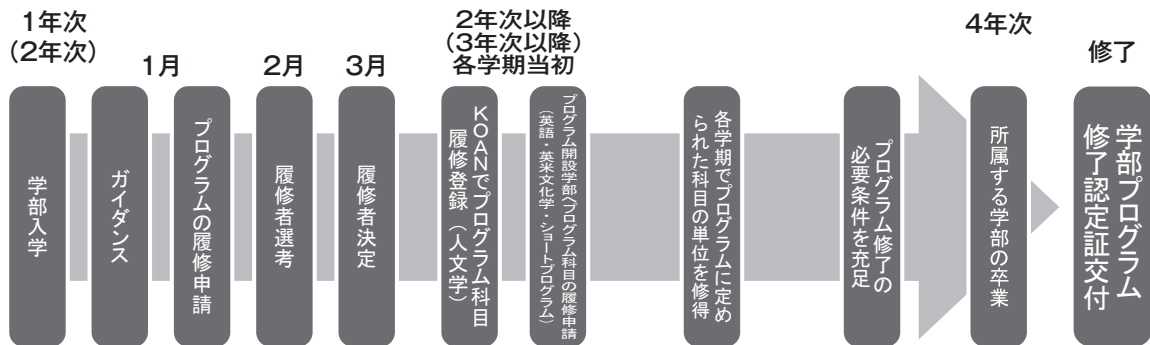 1年次
(2年次)
1月
2月
3月
2年次以降
(3年次以降)
各学期当初
4年次
修了
学部入学
ガイダンス
プログラムの履修申請
履修者選考
履修者決定
KOANでプログラム科目
履修登録(人文学)
プログラム開設学部へプログラム科目の履修申請
(英語・英米文化学・ショートプログラム)
各学期でプログラムに定め
られた科目の単位を修得
プログラム修了の
必要条件を充足
所属する学部の卒業
学部プログラム
修了認定証交付